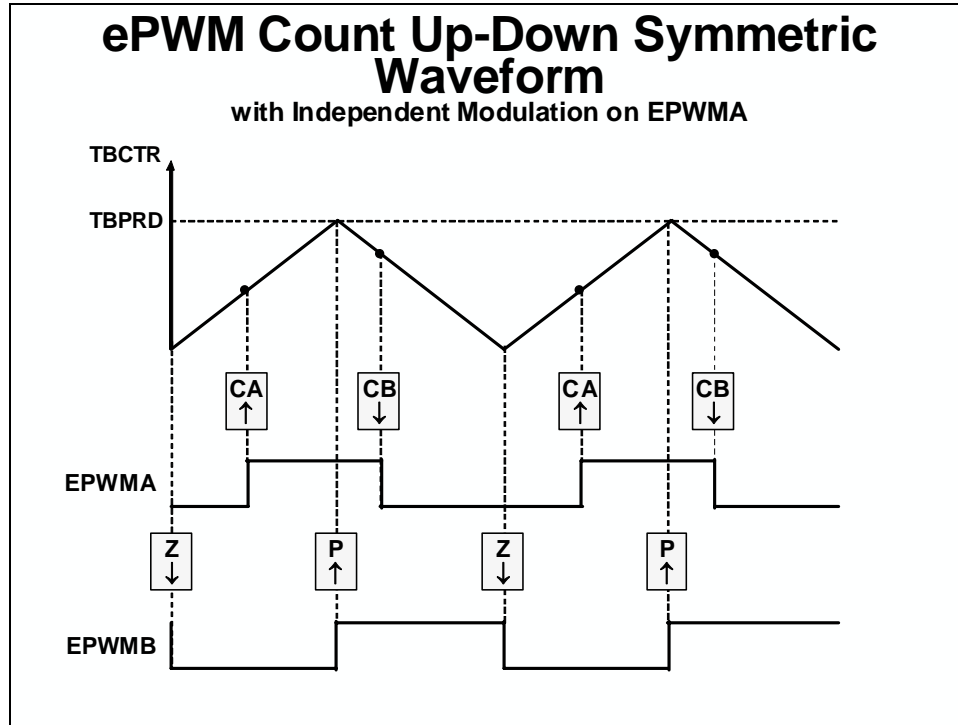 ePWM Count Up-Down Symmetric
Waveform
with Independent Modulation on EPWMA
TBCTR
TBPRD
CA CB CA CB
↑ ↓ ↑ ↓
EPWMA
Z P Z P
↓ ↑ ↓ ↑
EPWMB